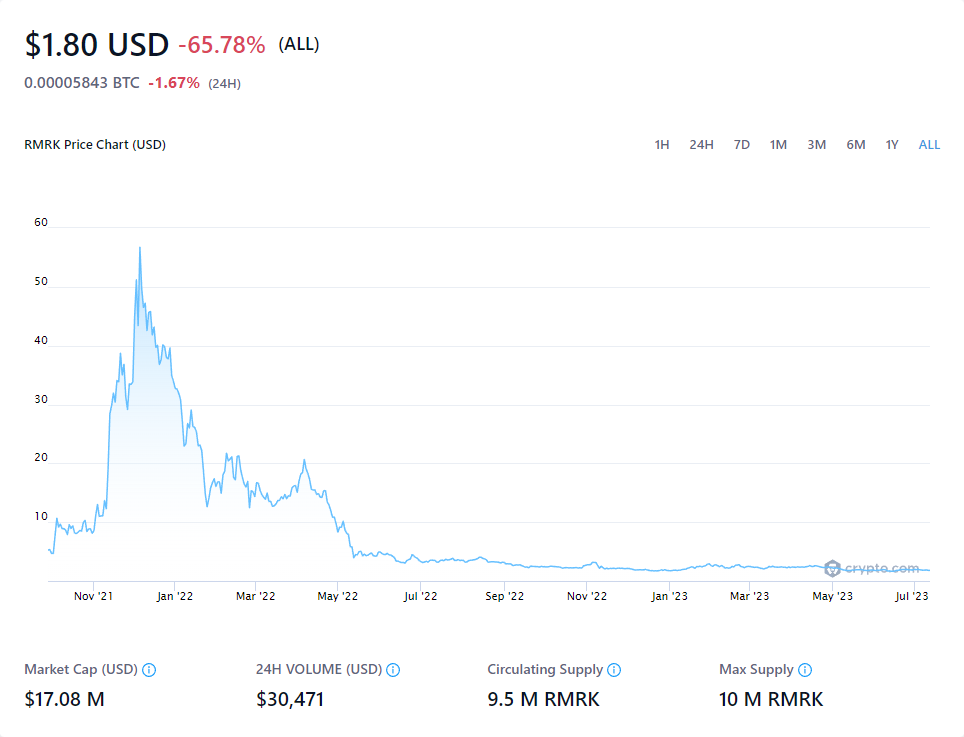 $1.80 USD -65.78% (ALL)
0.00005843 BTC -1.67% (24H)
RMRK Price Chart (USD) 1H 24H 7D 1M 3M 6M 1Y ALL
60
50
40
30
20
10
crypto.com
Nov '21 Jan '22 Mar '22 May '22 Jul '22 Sep '22 Nov '22 Jan '23 Mar '23 May '23 Jul '23
Market Cap (USD) 24H VOLUME (USD) Circulating Supply Max Supply
$17.08 M $30,471 9.5 M RMRK 10 M RMRK